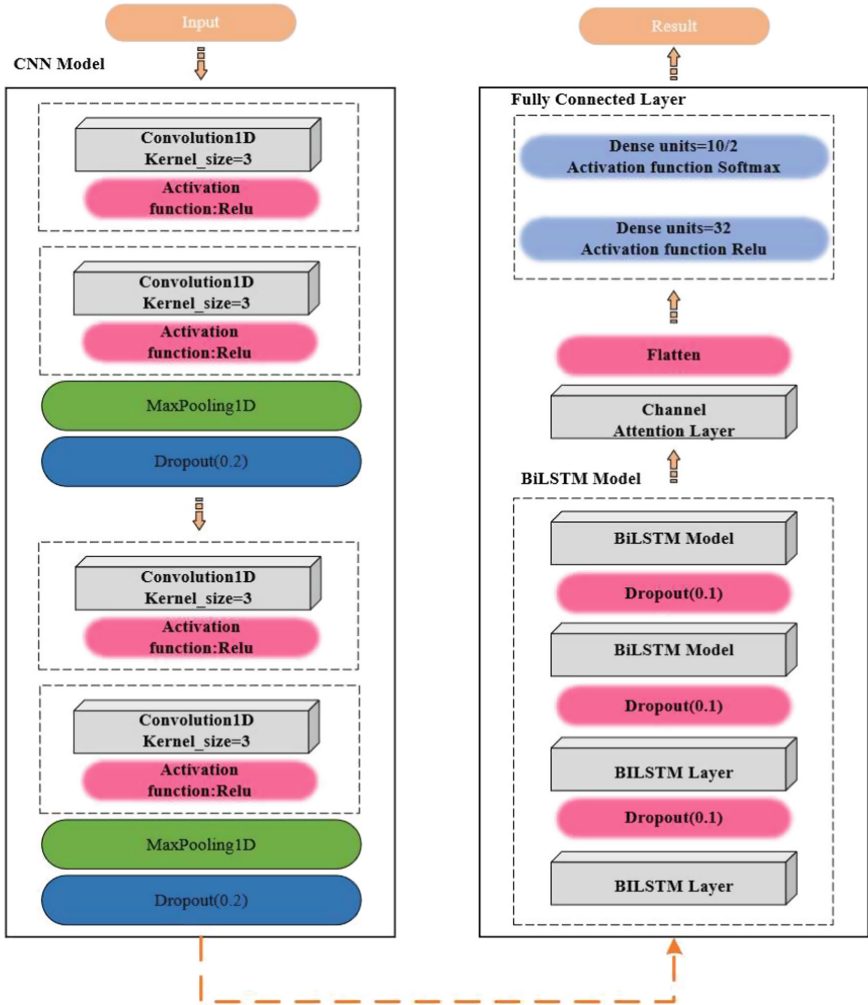 Input
CNN Model
Convolution1D
Kernel_size=3
Activation
function:Relu
Convolution1D
Kernel_size=3
Activation
function:Relu
MaxPooling1D
Dropout(0.2)
Convolution1D
Kernel_size=3
Activation
function:Relu
Convolution1D
Kernel_size=3
Activation
function:Relu
MaxPooling1D
Dropout(0.2)
Result
Fully Connected Layer
Dense units=10/2
Activation function Softmax
Dense units=32
Activation function Relu
Flatten
Channel
Attention Layer
BiLSTM Model
BiLSTM Model
Dropout(0.1)
BiLSTM Model
Dropout(0.1)
BILSTM Layer
Dropout(0.1)
BILSTM Layer